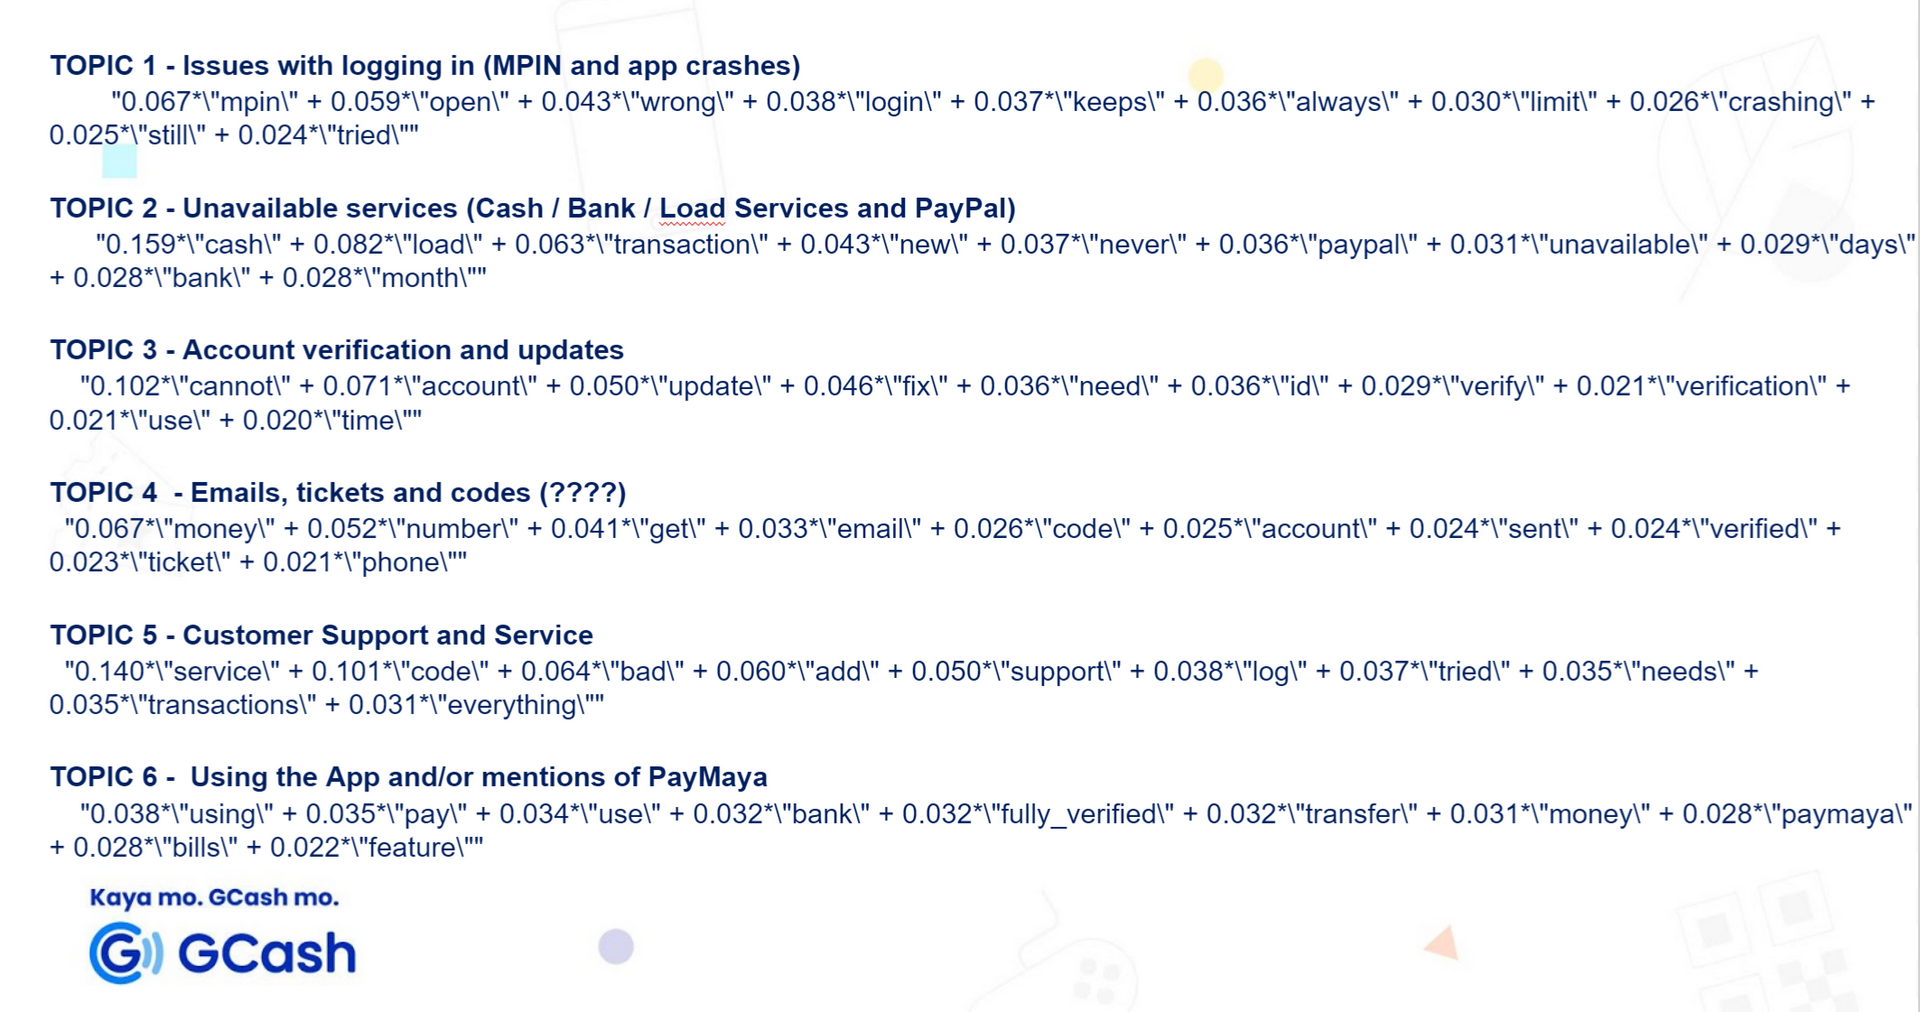 TOPIC 1 - Issues with logging in (MPIN and app crashes)
"0.067*\"mpin\" + 0.059*\"open\" + 0.043*\"wrong\" + 0.038*\"login\" + 0.037*\"keeps\" + 0.036*\"always\" + 0.030*\"limit\" + 0.026*\"crashing\" +
0.025*\"still\" + 0.024*\"tried\""
TOPIC 2 - Unavailable services (Cash / Bank / Load Services and PayPal)
"0.159*\"cash\" + 0.082*\"load\" + 0.063*\"transaction\" + 0.043*\"new\" + 0.037*\"never\" + 0.036*\"paypal\" + 0.031*\"unavailable\" + 0.029*\"days\"
+ 0.028*\"bank\" + 0.028*\"month\""
TOPIC 3 - Account verification and updates
"0.102*\"cannot\" + 0.071*\"account\" + 0.050*\"update\" + 0.046*\"fix\" + 0.036*\"need\" + 0.036*\"id\" + 0.029*\"verify\" + 0.021*\"verification\" +
0.021*\"use\" + 0.020*\"time\""
TOPIC 4  - Emails, tickets and codes (????)
"0.067*\"money\" + 0.052*\"number\" + 0.041*\"get\" + 0.033*\"email\" + 0.026*\"code\" + 0.025*\"account\" + 0.024*\"sent\" + 0.024*\"verified\" +
0.023*\"ticket\" + 0.021*\"phone\""
TOPIC 5 - Customer Support and Service
"0.140*\"service\" + 0.101*\"code\" + 0.064*\"bad\" + 0.060*\"add\" + 0.050*\"support\" + 0.038*\"log\" + 0.037*\"tried\" + 0.035*\"needs\" +
0.035*\"transactions\" + 0.031*\"everything\""
TOPIC 6 -  Using the App and/or mentions of PayMaya
"0.038*\"using\" + 0.035*\"pay\" + 0.034*\"use\" + 0.032*\"bank\" + 0.032*\"fully_verified\" + 0.032*\"transfer\" + 0.031*\"money\" + 0.028*\"paymaya\"
+ 0.028*\"bills\" + 0.022*\"feature\""
Kaya mo. GCash mo.
GCash